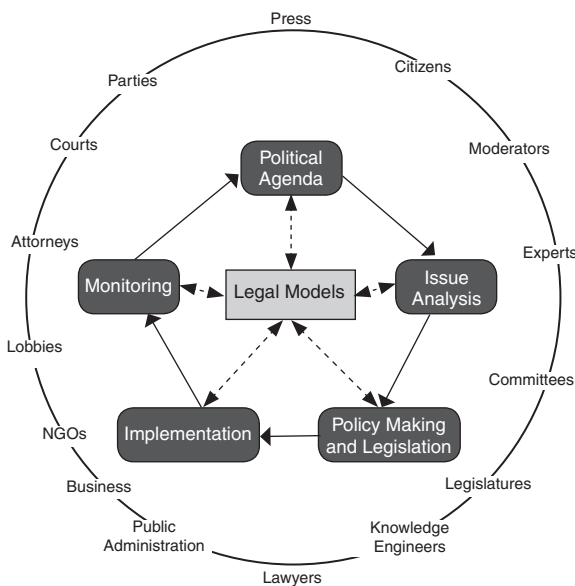 Press
Citizens
Parties
Courts
Moderators
Political
Agenda
Attorneys
Experts
Monitoring
Legal Models
Issue
Analysis
Lobbies
Committees
NGOs
Implementation
Policy Making
and Legislation
Business
Legislatures
Public
Administration
Knowledge
Engineers
Lawyers